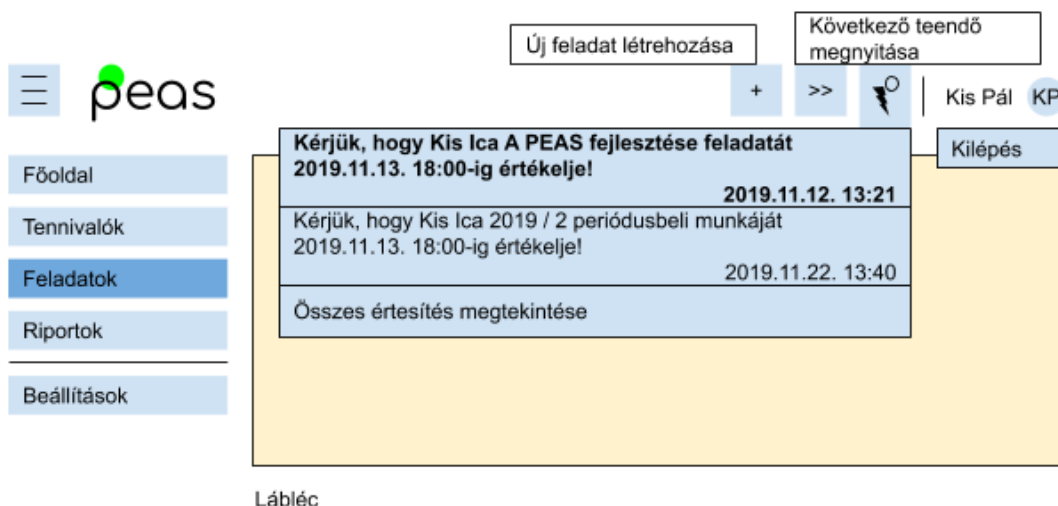 Új feladat létrehozása
Következő teendő
megnyitása
peas
+
>>
Kis Pál
KP
Kilépés
Főoldal
Tennivalók
Feladatok
Riportok
Beállítások
Kérjük, hogy Kis Ica A PEAS fejlesztése feladatát
2019.11.13. 18:00-ig értékelje!
2019.11.12. 13:21
Kérjük, hogy Kis Ica 2019 / 2 periódusbeli munkáját
2019.11.13. 18:00-ig értékelje!
2019.11.22. 13:40
Összes értesítés megtekintése
Lábléc